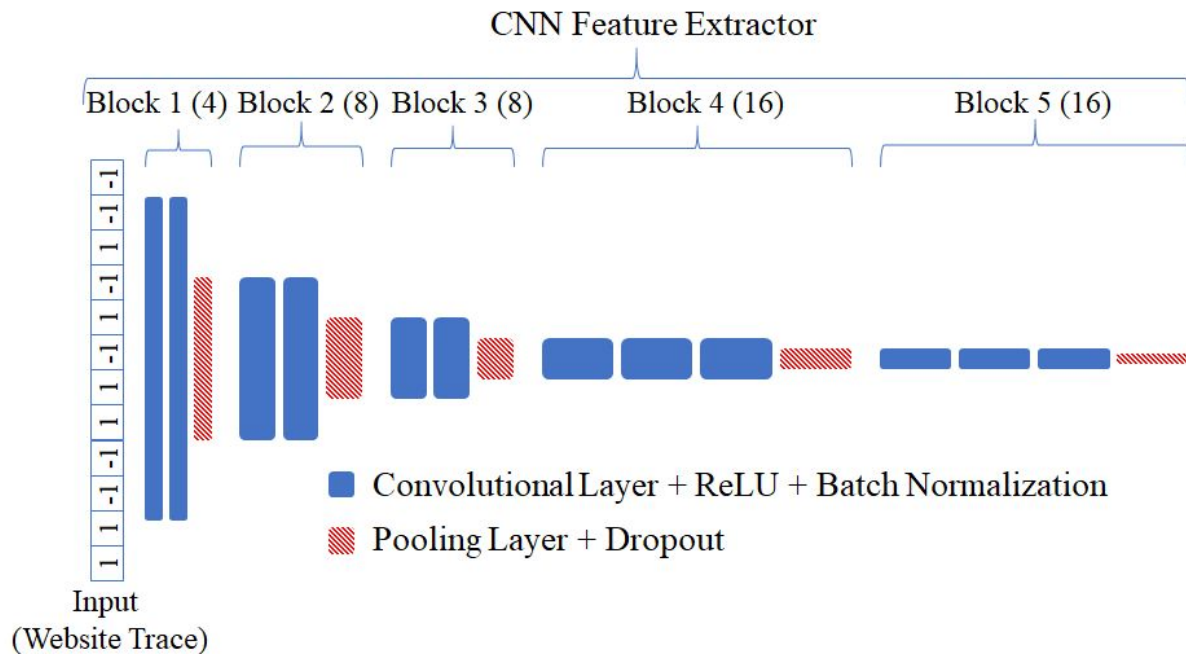 CNN Feature Extractor
Block 1 (4) Block 2 (8) Block 3 (8) Block 4 (16) Block 5 (16)
-1
-1
1
-1
1
-1
1
1
-1
-1
1
1
Convolutional Layer + ReLU + Batch Normalization
Pooling Layer + Dropout
Input
(Website Trace)